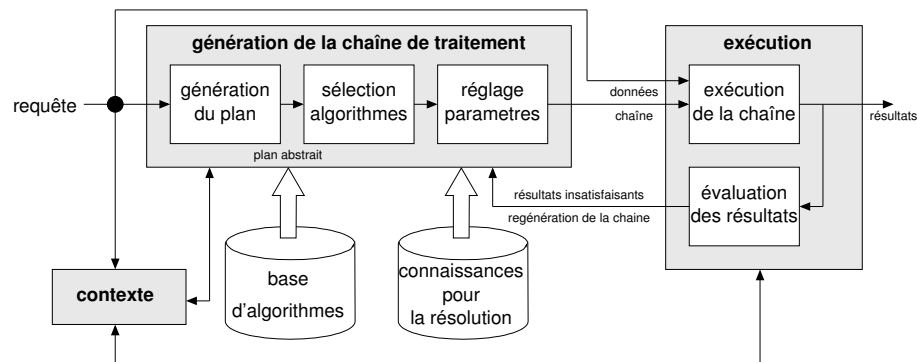 génération de la chaîne de traitement
exécution
génération
du plan
sélection
algorithmes
réglage
parametres
données
chaîne
exécution
de la chaîne
requête
résultats
plan abstrait
résultats insatisfaisants
regénération de la chaine
évaluation
des résultats
contexte
base
d'algorithmes
connaissances
pour
la résolution